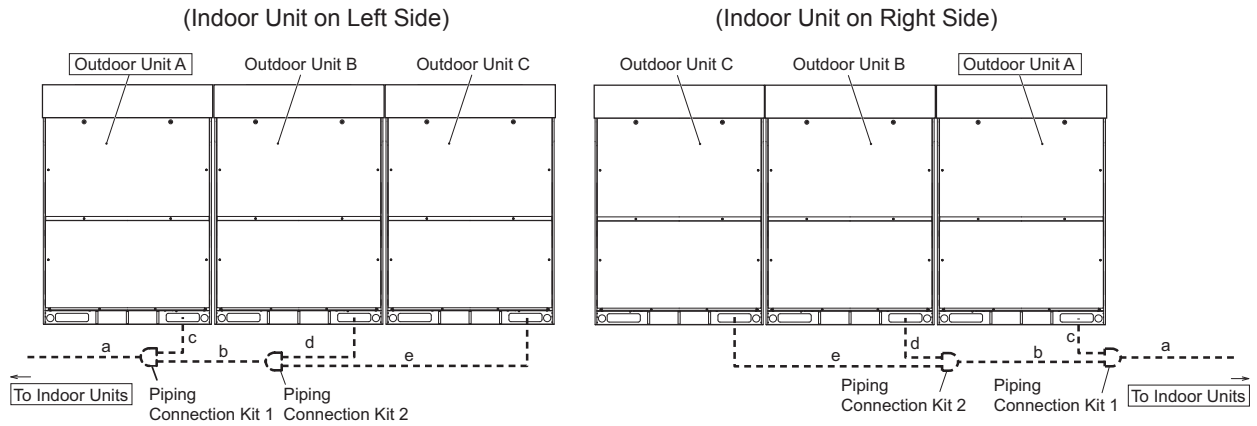 (Indoor Unit on Left Side)
Outdoor Unit A
Outdoor Unit B
Outdoor Unit C
c
a
b
d
e
To Indoor Units
Piping
Connection Kit 1
Piping
Connection Kit 2
(Indoor Unit on Right Side)
Outdoor Unit C
Outdoor Unit B
Outdoor Unit A
e
d
b
c
a
Piping
Connection Kit 2
Piping
Connection Kit 1
To Indoor Units